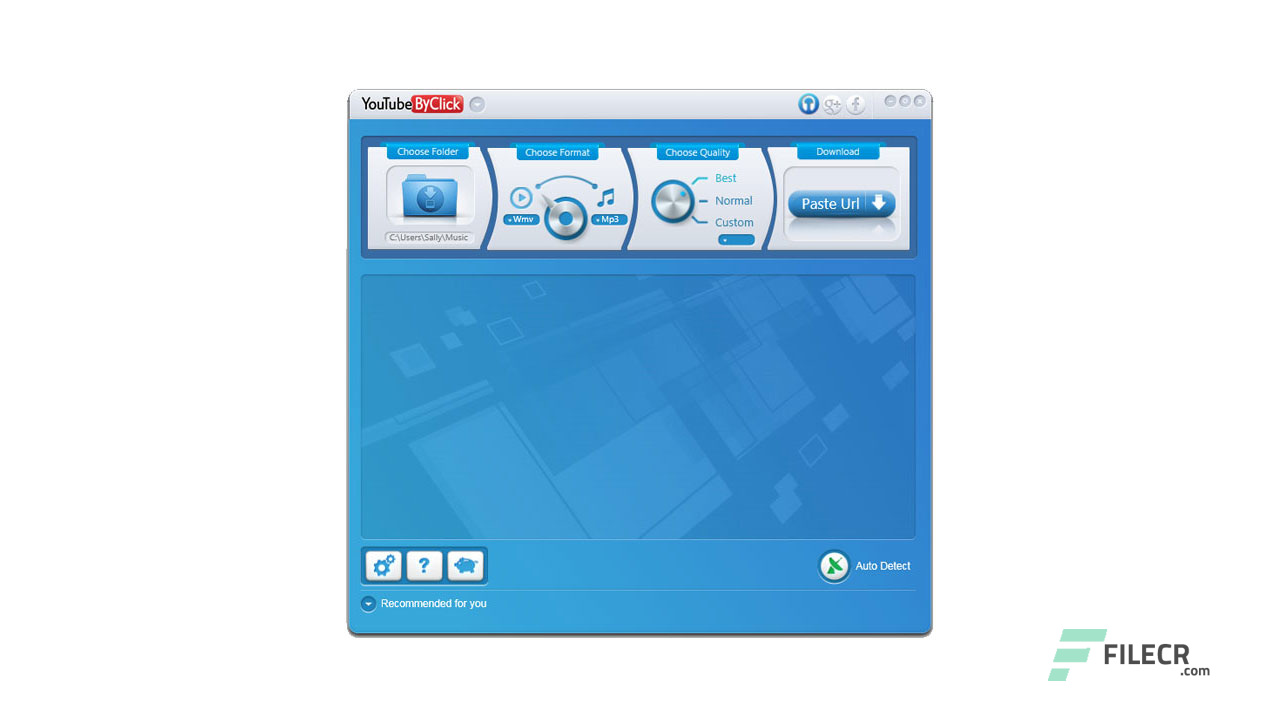 YouTube ByClick
Choose Folder
Choose Format
Choose Quality
Download
C:\Users\Sally\Music
Wmv
Mp3
Best
Normal
Custom
Paste Url
?
Auto Detect
Recommended for you
FILECR
.com